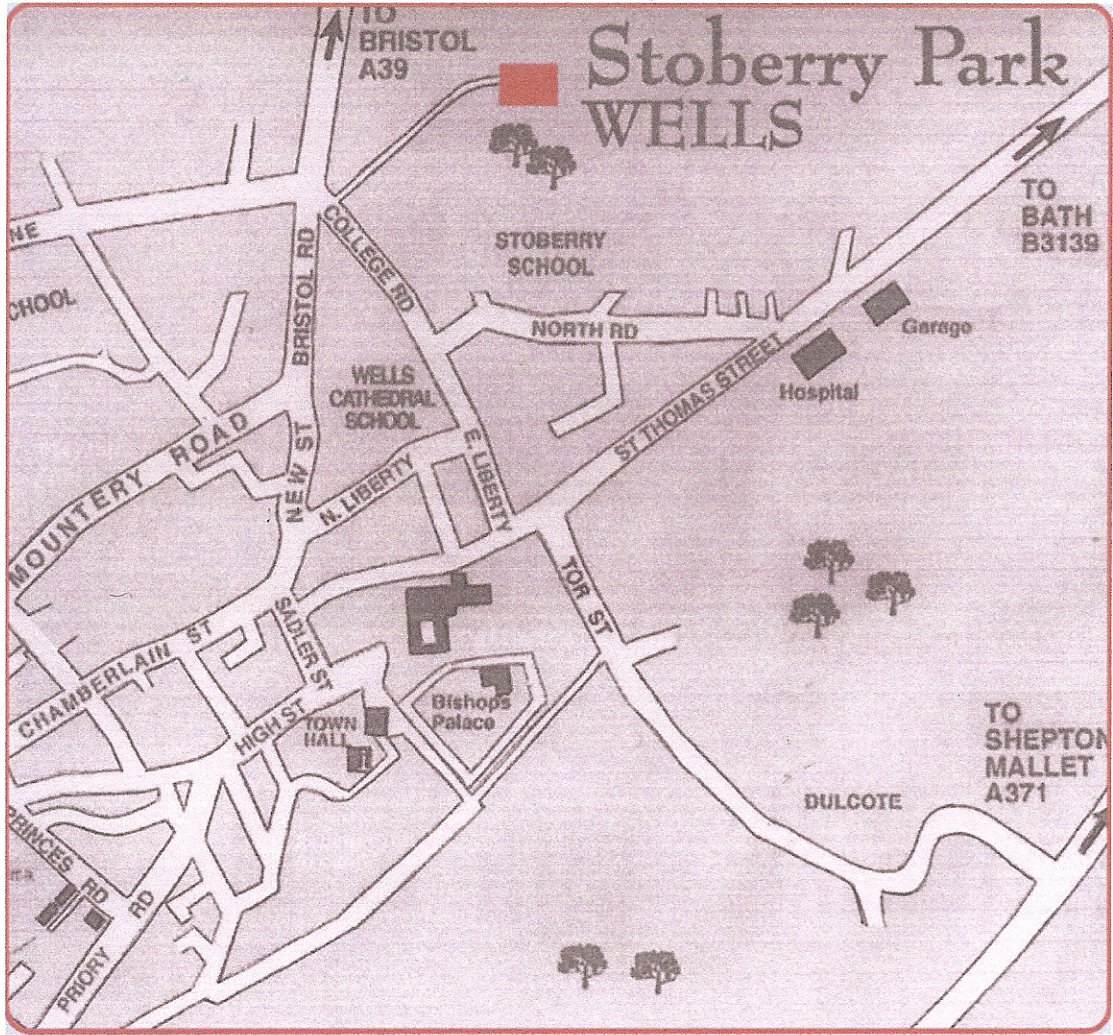 TO
BRISTOL
A39
Stoberry Park
WELLS
TO
BATH
B3139
NE
COLLEGE RD
STOBERRY
SCHOOL
BRISTOL RD
CHOOL
NORTH RD
Garage
Hospital
WELLS
CATHEDRAL
SCHOOL
ST THOMAS STREET
MOUNTERY ROAD
NEW ST
N. LIBERTY
E. LIBERTY
TOR ST
SADLER ST
CHAMBERLAIN ST
HIGH ST
TOWN
HALL
Bishops
Palace
TO
SHEPTON
MALLET
A371
DULCOTE
PRINCES RD
PRIORY RD